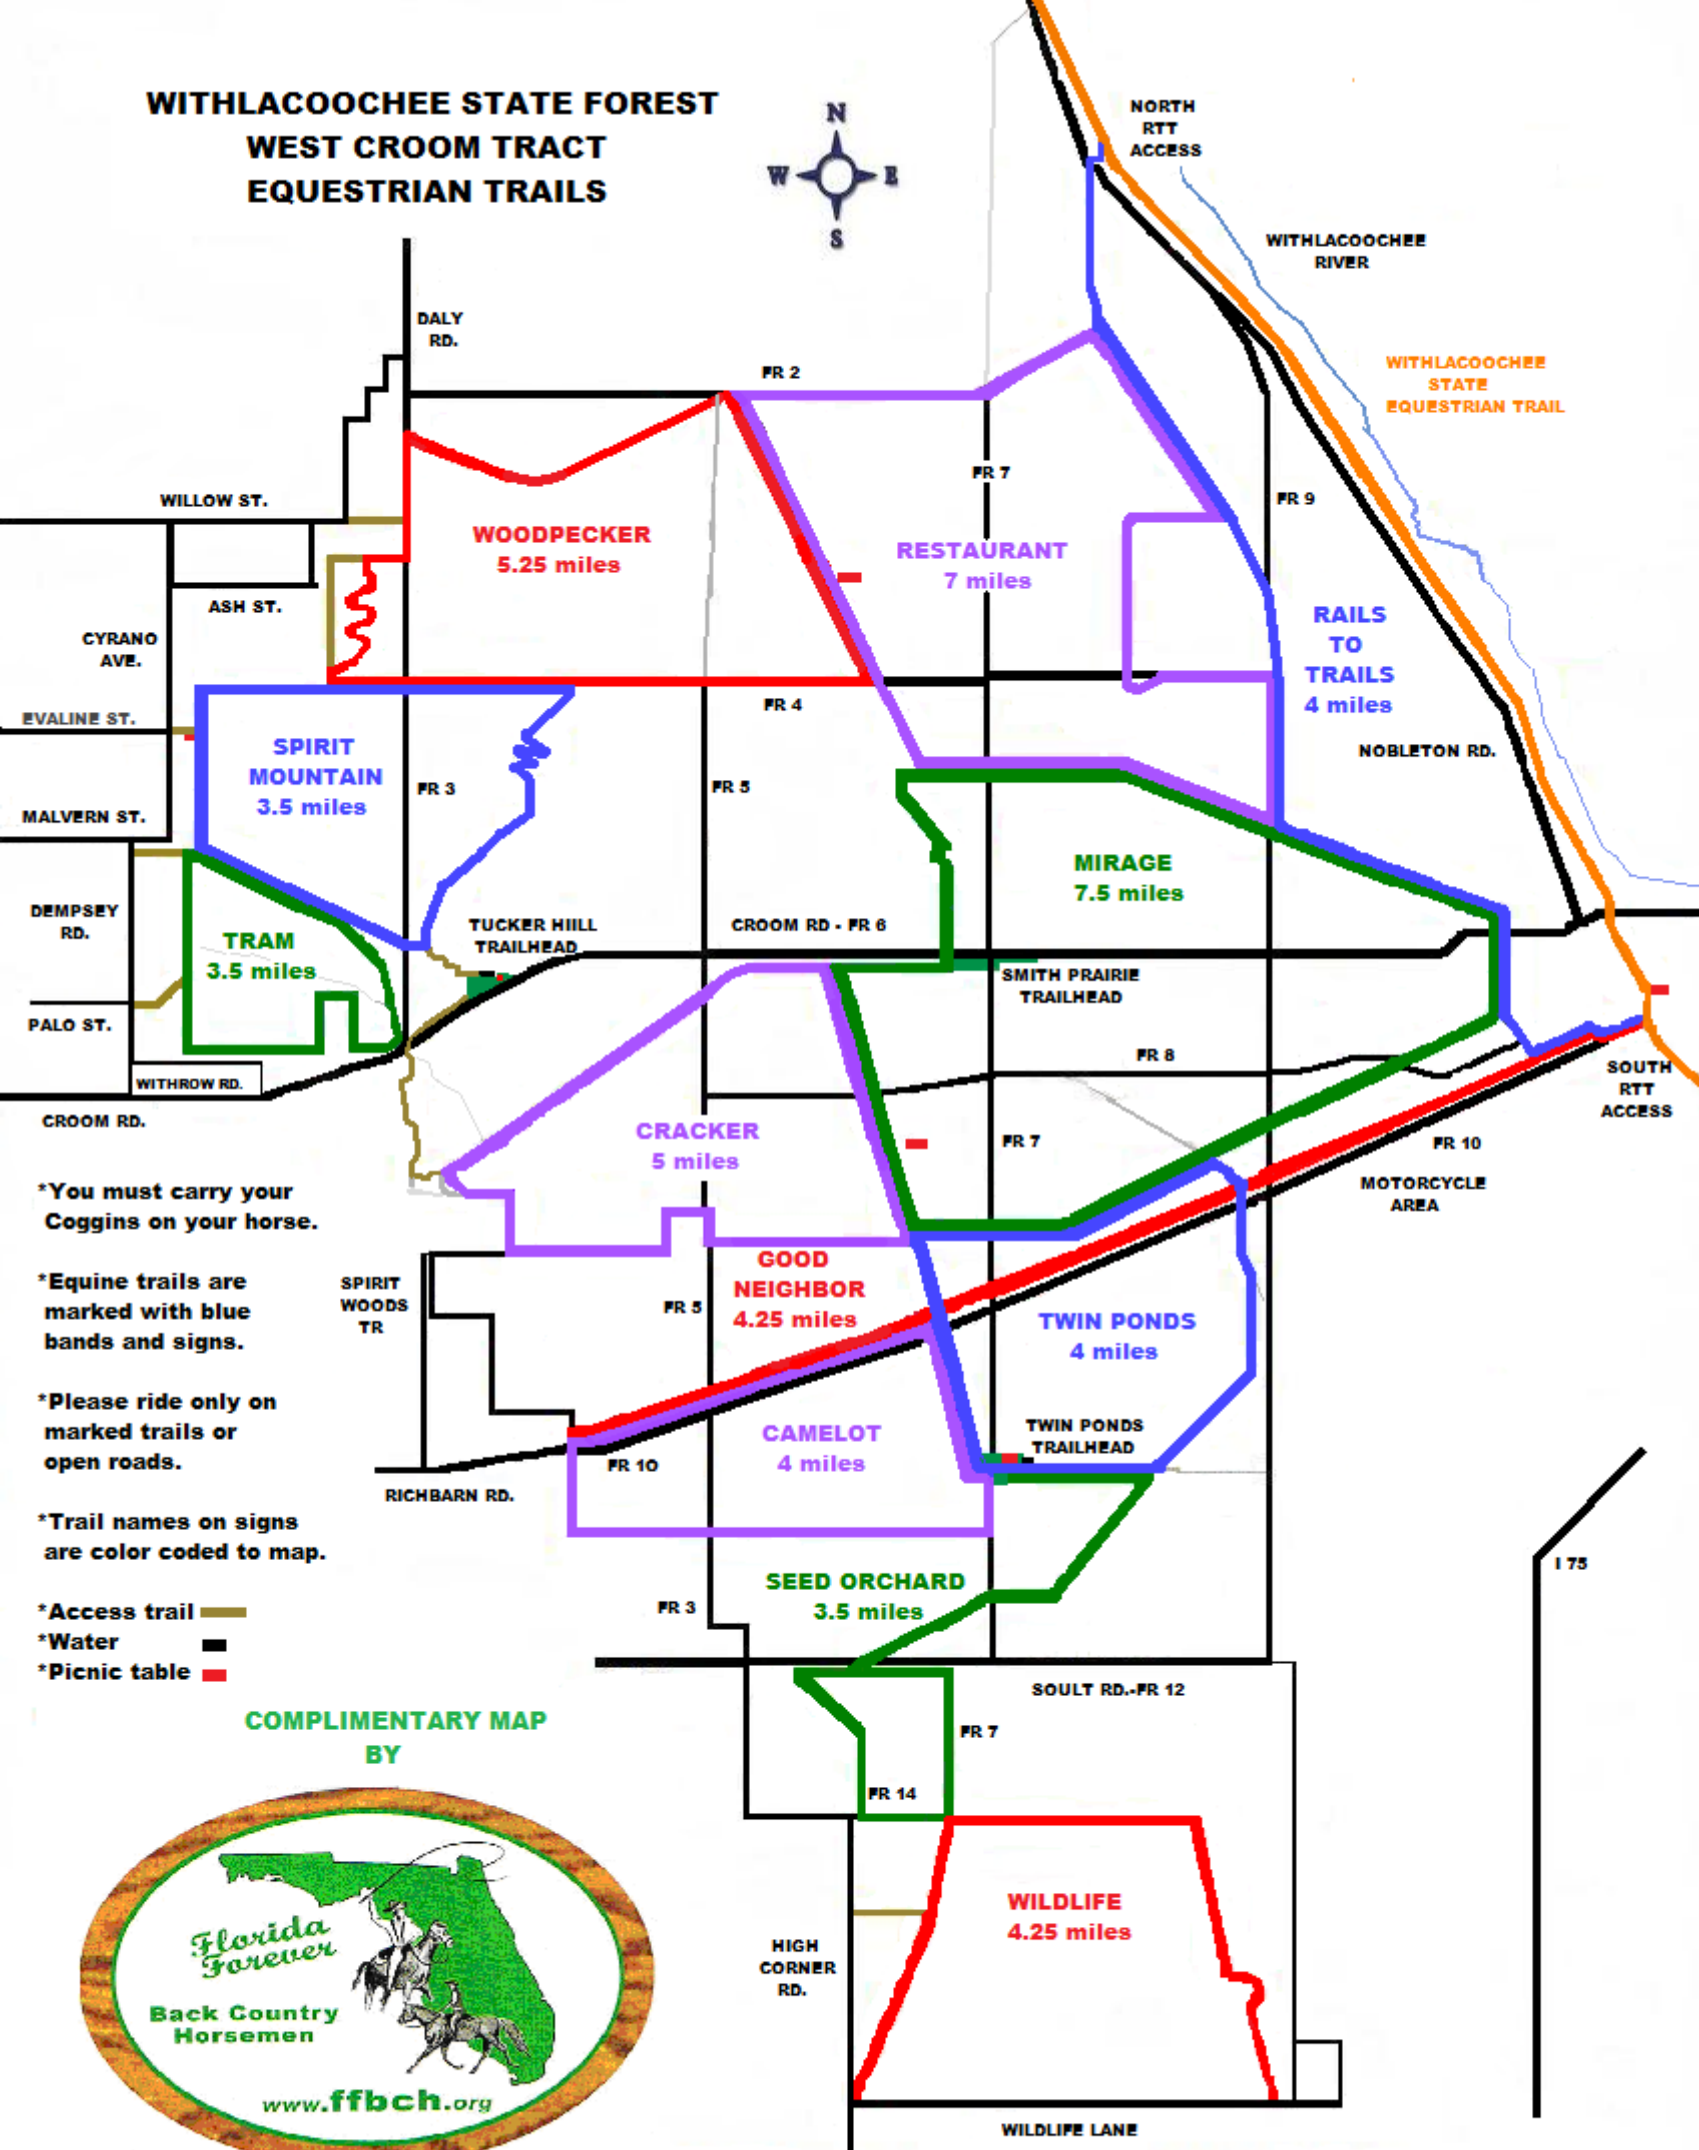 WITHLACOOCHEE STATE FOREST
WEST CROOM TRACT
EQUESTRIAN TRAILS
N
W
E
S
NORTH
RTT
ACCESS
WITHLACOOCHEE
RIVER
WITHLACOOCHEE
STATE
EQUESTRIAN TRAIL
DALY
RD.
FR 2
FR 7
FR 9
WILLOW ST.
WOODPECKER
5.25 miles
RESTAURANT
7 miles
ASH ST.
CYRANO
AVE.
RAILS
TO
TRAILS
4 miles
EVALINE ST.
FR 4
SPIRIT
MOUNTAIN
3.5 miles
FR 3
FR 5
NOBLETON RD.
MALVERN ST.
MIRAGE
7.5 miles
DEMPSEY
RD.
TRAM
3.5 miles
TUCKER HIILL
TRAILHEAD
CROOM RD - FR 6
SMITH PRAIRIE
TRAILHEAD
PALO ST.
WITHROW RD.
CROOM RD.
FR 8
SOUTH
RTT
ACCESS
CRACKER
5 miles
FR 7
FR 10
MOTORCYCLE
AREA
*You must carry your
Coggins on your horse.
*Equine trails are
marked with blue
bands and signs.
*Please ride only on
marked trails or
open roads.
*Trail names on signs
are color coded to map.
*Access trail
*Water
*Picnic table
SPIRIT
WOODS
TR
FR 5
GOOD
NEIGHBOR
4.25 miles
TWIN PONDS
4 miles
CAMELOT
4 miles
TWIN PONDS
TRAILHEAD
FR 10
RICHBARN RD.
I 75
SEED ORCHARD
3.5 miles
FR 3
SOULT RD.-FR 12
FR 7
FR 14
COMPLIMENTARY MAP
BY
Florida
Forever
Back Country
Horsemen
www.ffbch.org
WILDLIFE
4.25 miles
HIGH
CORNER
RD.
WILDLIFE LANE